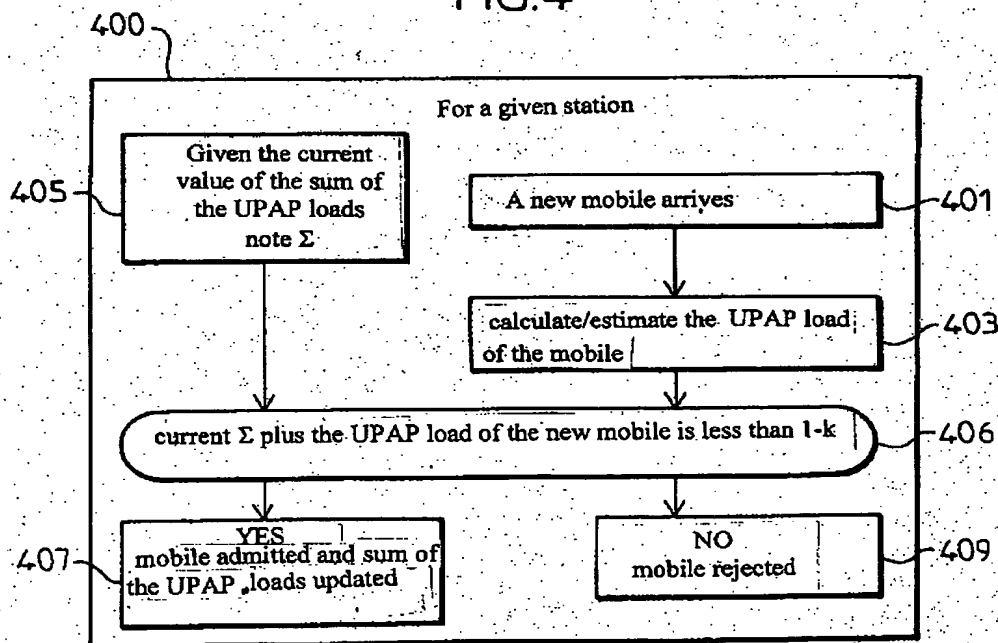 FIG.4
400
For a given station
405
Given the current
value of the sum of
the UPAP loads
note Σ
A new mobile arrives
401
calculate/estimate the UPAP load
of the mobile
403
current Σ plus the UPAP load of the new mobile is less than 1-k
406
407
YES
mobile admitted and sum of
the UPAP loads updated
NO
mobile rejected
409